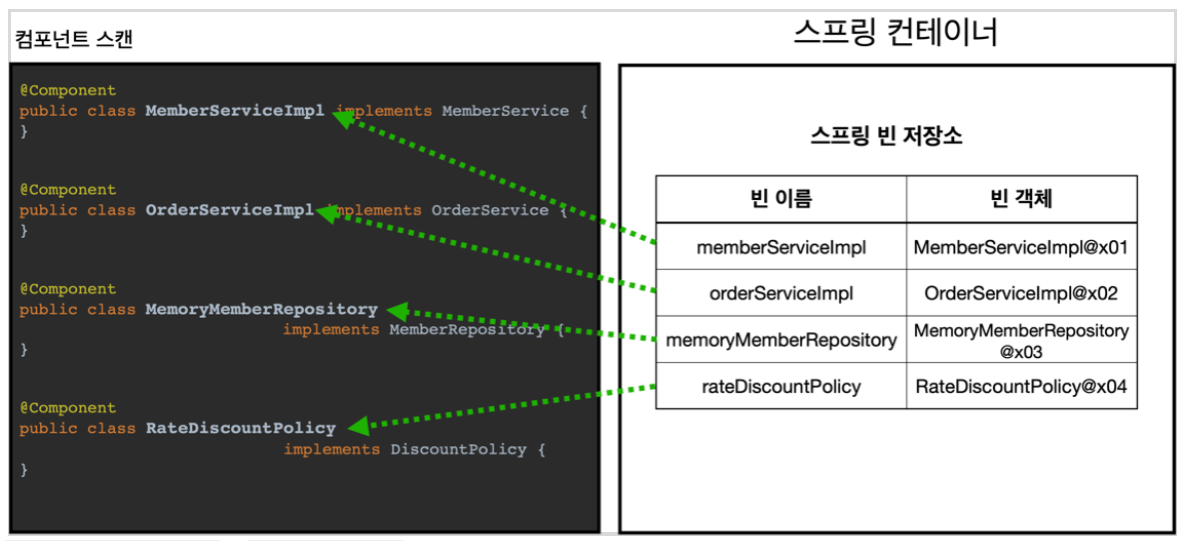 컴포넌트 스캔
스프링 컨테이너
@Component
public class MemberServiceImpl implements MemberService {
}
@Component
public class OrderServiceImpl implements OrderService {
}
@Component
public class MemoryMemberRepository
implements MemberRepository {
}
@Component
public class RateDiscountPolicy
implements DiscountPolicy {
}
스프링 빈 저장소
빈 이름 빈 객체
memberServiceImpl MemberServiceImpl@x01
orderServiceImpl OrderServiceImpl@x02
memoryMemberRepository MemoryMemberRepository
@x03
rateDiscountPolicy RateDiscountPolicy@x04